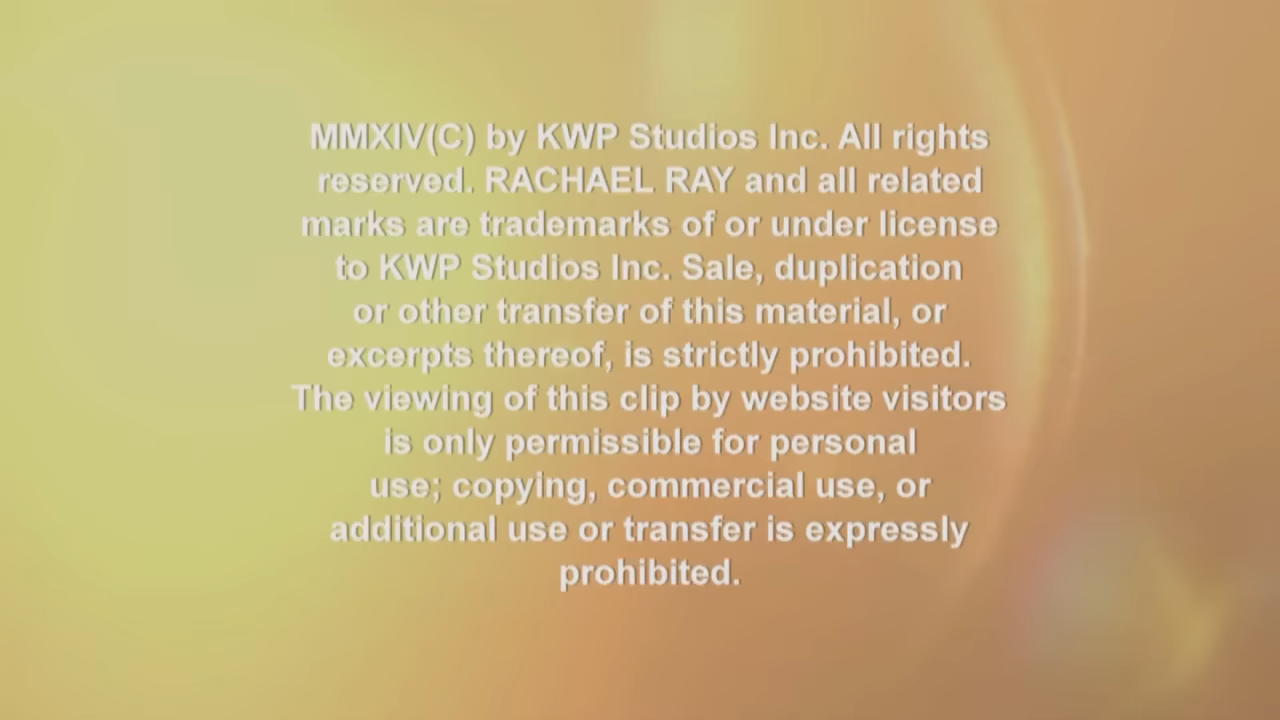 MMXIV(C) by KWP Studios Inc. All rights
reserved. RACHAEL RAY and all related
marks are trademarks of or under license
to KWP Studios Inc. Sale, duplication
or other transfer of this material, or
excerpts thereof, is strictly prohibited.
The viewing of this clip by website visitors
is only permissible for personal
use; copying, commercial use, or
additional use or transfer is expressly
prohibited.